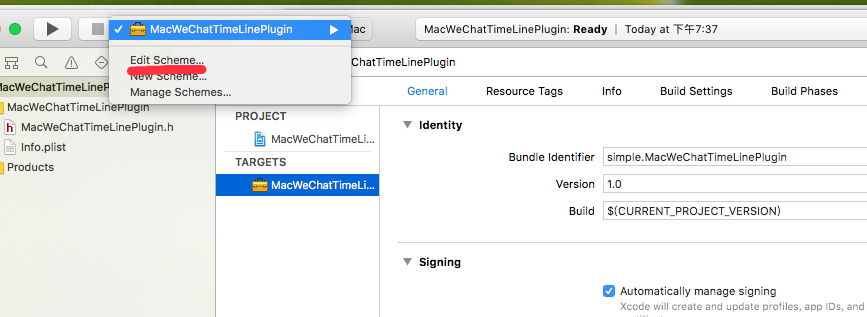 MacWeChatTimeLinePlugin
Mac
MacWeChatTimeLinePlugin: Ready | Today at 下午7:37
Edit Scheme...
New Scheme...
Manage Schemes...
ChatTimeLinePlugin
MacWeChatTimeLineP
MacWeChatTimeLinePlugin
MacWeChatTimeLinePlugin.h
Info.plist
Products
General
Resource Tags
Info
Build Settings
Build Phases
PROJECT
MacWeChatTimeLi...
TARGETS
MacWeChatTimeLi...
Identity
Bundle Identifier
simple.MacWeChatTimeLinePlugin
Version
1.0
Build
$(CURRENT_PROJECT_VERSION)
Signing
Automatically manage signing
Xcode will create and update profiles, app IDs, and